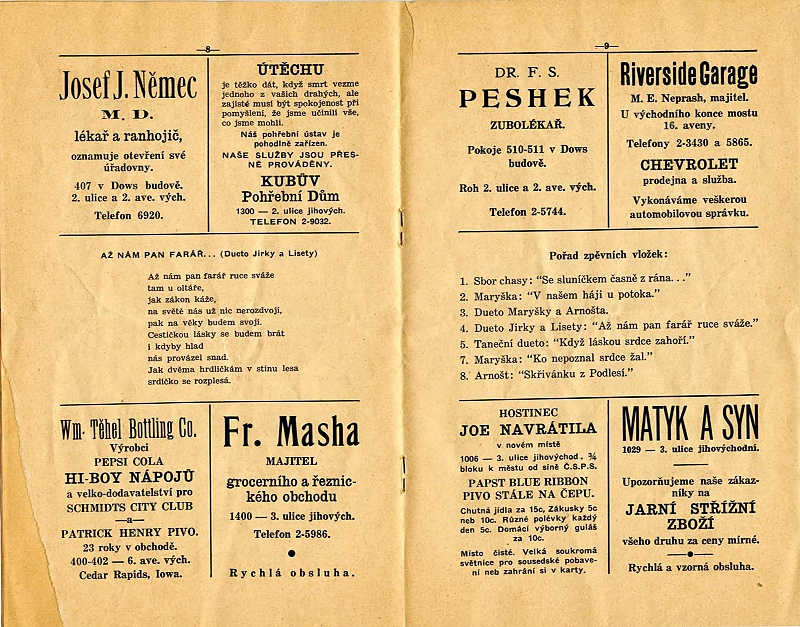 —8—
Josef J. Němec
M. D.
lékař a ranhojič,
oznamuje otevření své
úřadovny.
407 v Dows budově.
2. ulice a 2. ave. vých.
Telefon 6920.
ÚTĚCHU
je těžko dát, když smrt vezme
jednoho z vašich drahých, ale
zajisté musí být spokojenost při
pomyšlení, že jsme učinili vše,
co jsme mohli.
Náš pohřební ústav je
pohodlně zařízen.
NAŠE SLUŽBY JSOU PŘES-
NĚ PROVÁDĚNY.
KUBŮV
Pohřební Dům
1300 — 2. ulice jihových.
TELEFON 2-9032.
AŽ NÁM PAN FARÁŘ... (Dueto Jirky a Lisety)
Až nám pan farář ruce sváže
tam u oltáře,
jak zákon káže,
na světě nás už nic nerozdvojí,
pak na věky budem svoji.
Cestičkou lásky se budem brát
i kdyby hlad
nás provázel snad.
Jak dvěma hrdličkám v stínu lesa
srdíčko se rozplesá.
Wm. Těhel Bottling Co.
Výrobci
PEPSI COLA
HI-BOY NÁPOJŮ
a velko-dodavatelství pro
SCHMIDTS CITY CLUB
—a—
PATRICK HENRY PIVO.
23 roky v obchodě.
400-402 — 6. ave. vých.
Cedar Rapids, Iowa.
Fr. Masha
MAJITEL
grocerního a řeznic-
kého obchodu
1400 — 3. ulice jihových.
Telefon 2-5986.
●
Rychlá obsluha.
—9—
DR. F. S.
PESHEK
ZUBOLÉKAŘ.
Pokoje 510-511 v Dows
budově.
Roh 2. ulice a 2. ave. vých.
Telefon 2-5744.
Riverside Garage
M. E. Neprash, majitel.
U východního konce mostu
16. aveny.
Telefony 2-3430 a 5865.
CHEVROLET
prodejna a služba.
Vykonáváme veškerou
automobilovou správku.
Pořad zpěvních vložek:
1. Sbor chasy: "Se sluníčkem časně z rána..."
2. Maryška: "V našem háji u potoka."
3. Dueto Maryšky a Arnošta.
4. Dueto Jirky a Lisety: "Až nám pan farář ruce sváže."
5. Taneční dueto: "Když láskou srdce zahoří."
7. Maryška: "Ko nepoznal srdce žal."
8. Arnošt: "Skřivánku z Podlesí."
HOSTINEC
JOE NAVRÁTILA
v novém místě
1006 — 3. ulice jihovýchod., ¾
bloku k městu od síně Č.S.P.S.
PAPST BLUE RIBBON
PIVO STÁLE NA ČEPU.
Chutná jídla za 15c, Zákusky 5c
neb 10c. Různé polévky každý
den 5c. Domácí výborný guláš
za 10c.
Místo čisté. Velká soukromá
světnice pro sousedské pobave-
ní neb zahrání si v karty.
MATYK A SYN
1029 — 3. ulice jihovýchodní.
Upozorňujeme naše zákaz-
níky na
JARNÍ STŘIŽNÍ
ZBOŽÍ
všeho druhu za ceny mírné.
Rychlá a vzorná obsluha.